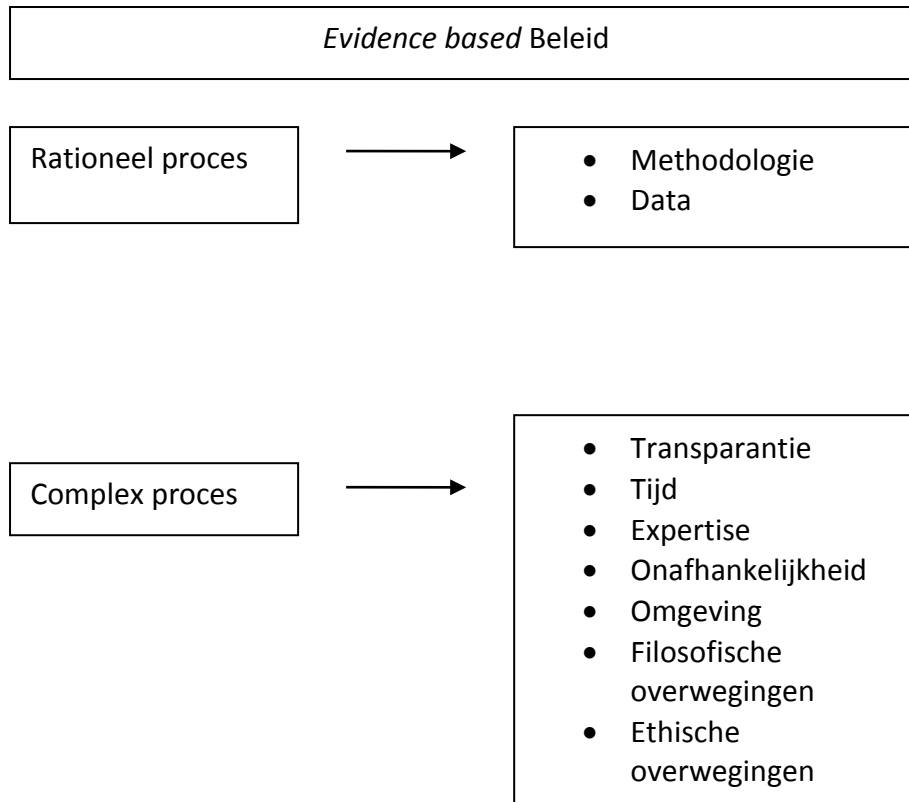 Evidence based Beleid
Rationeel proces
• Methodologie
• Data
Complex proces
• Transparantie
• Tijd
• Expertise
• Onafhankelijkheid
• Omgeving
• Filosofische
overwegingen
• Ethische
overwegingen